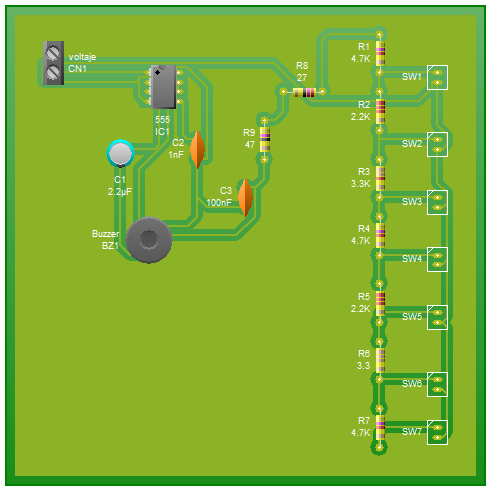 voltaje
CN1
555
IC1
C1
2.2µF
C2
1nF
C3
100nF
Buzzer
BZ1
R8
27
R9
47
R1
4.7K
R2
2.2K
R3
3.3K
R4
4.7K
R5
2.2K
R6
3.3
R7
4.7K
SW1
SW2
SW3
SW4
SW5
SW6
SW7